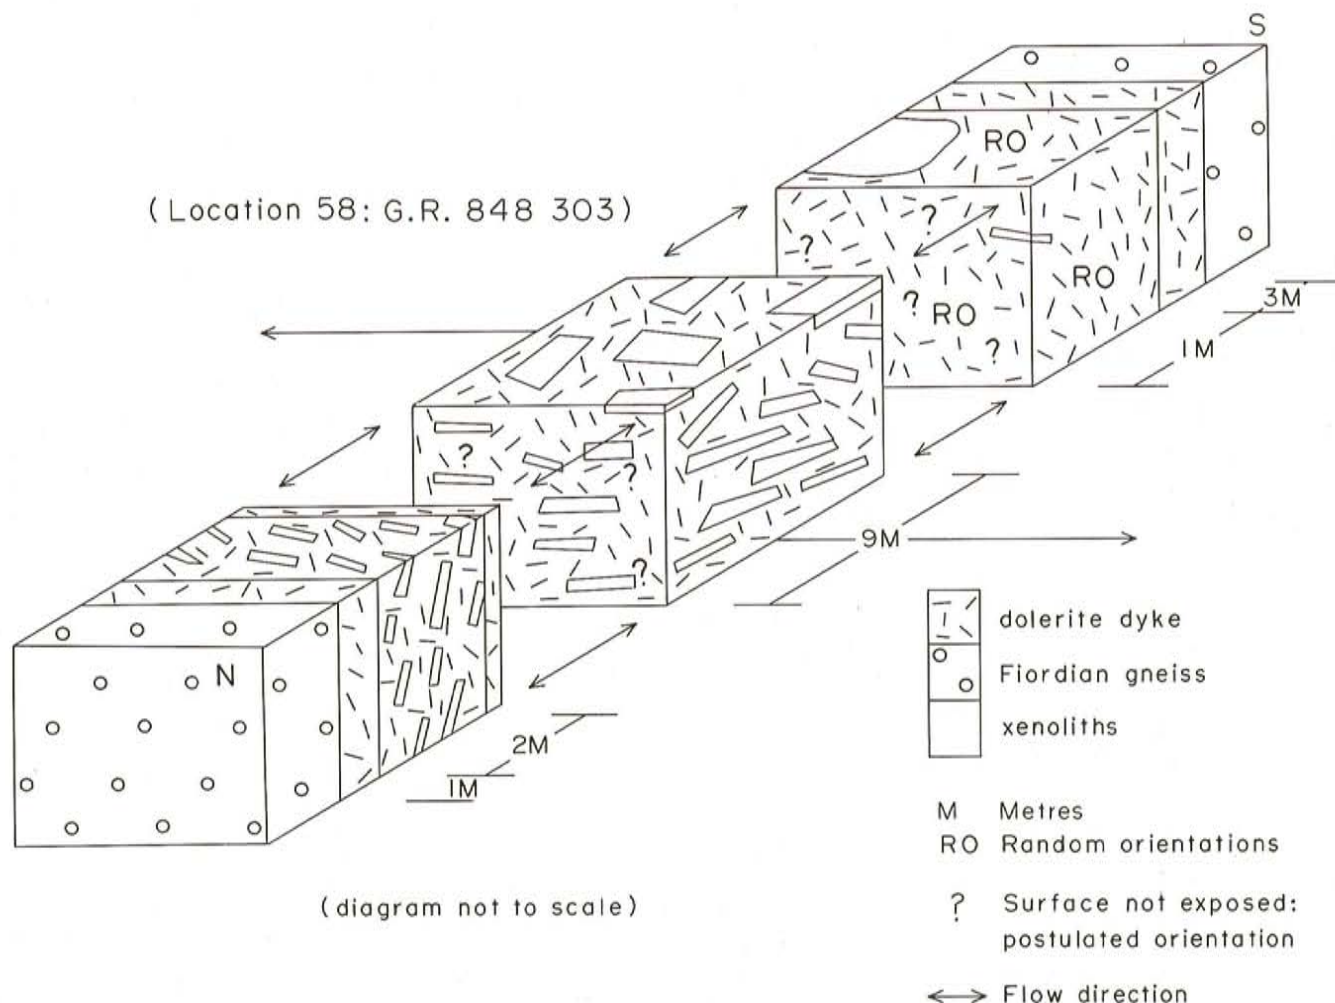 S
(Location 58: G.R. 848 303)
RO
?
?
RO
?
RO
?
3M
1M
?
?
9M
?
N
2M
1M
dolerite dyke
Fiordian gneiss
xenoliths
M Metres
RO Random orientations
? Surface not exposed:
postulated orientation
Flow direction
(diagram not to scale)